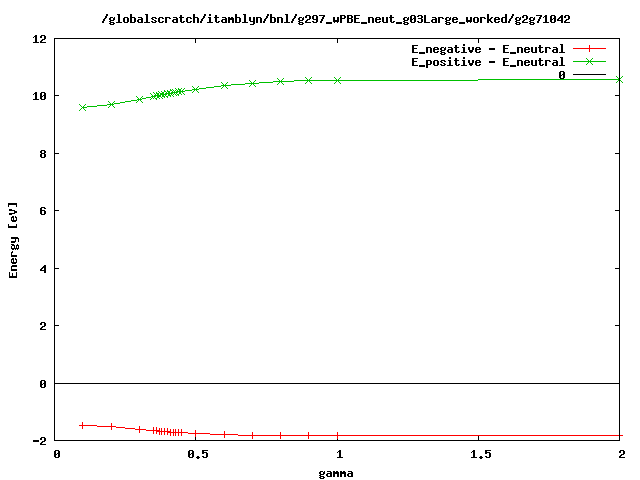 /globalscratch/itamblyn/bnl/g297_wPBE_neut_g03Large_worked/g2g71042
E_negative - E_neutral
E_positive - E_neutral
0
12
10
8
6
4
2
0
-2
Energy [eV]
0 0.5 1 1.5 2
gamma